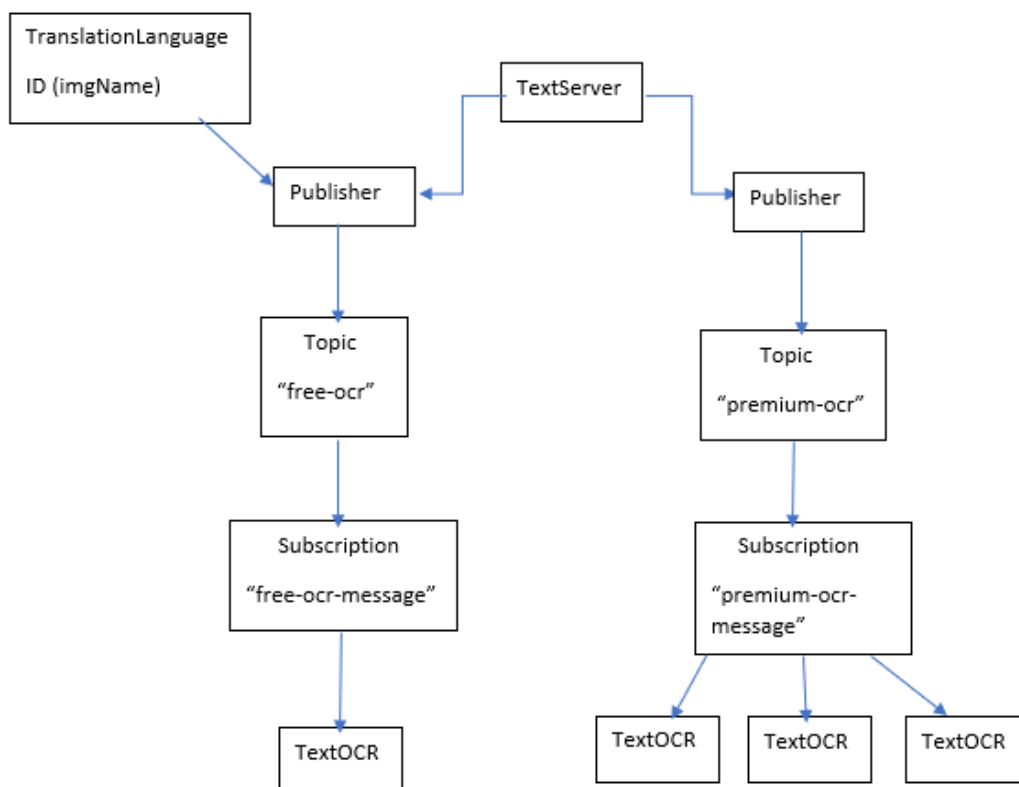 TranslationLanguage
ID (imgName)
TextServer
Publisher
Publisher
Topic
“free-ocr”
Topic
“premium-ocr”
Subscription
“free-ocr-message”
Subscription
“premium-ocr-
message”
TextOCR
TextOCR
TextOCR
TextOCR